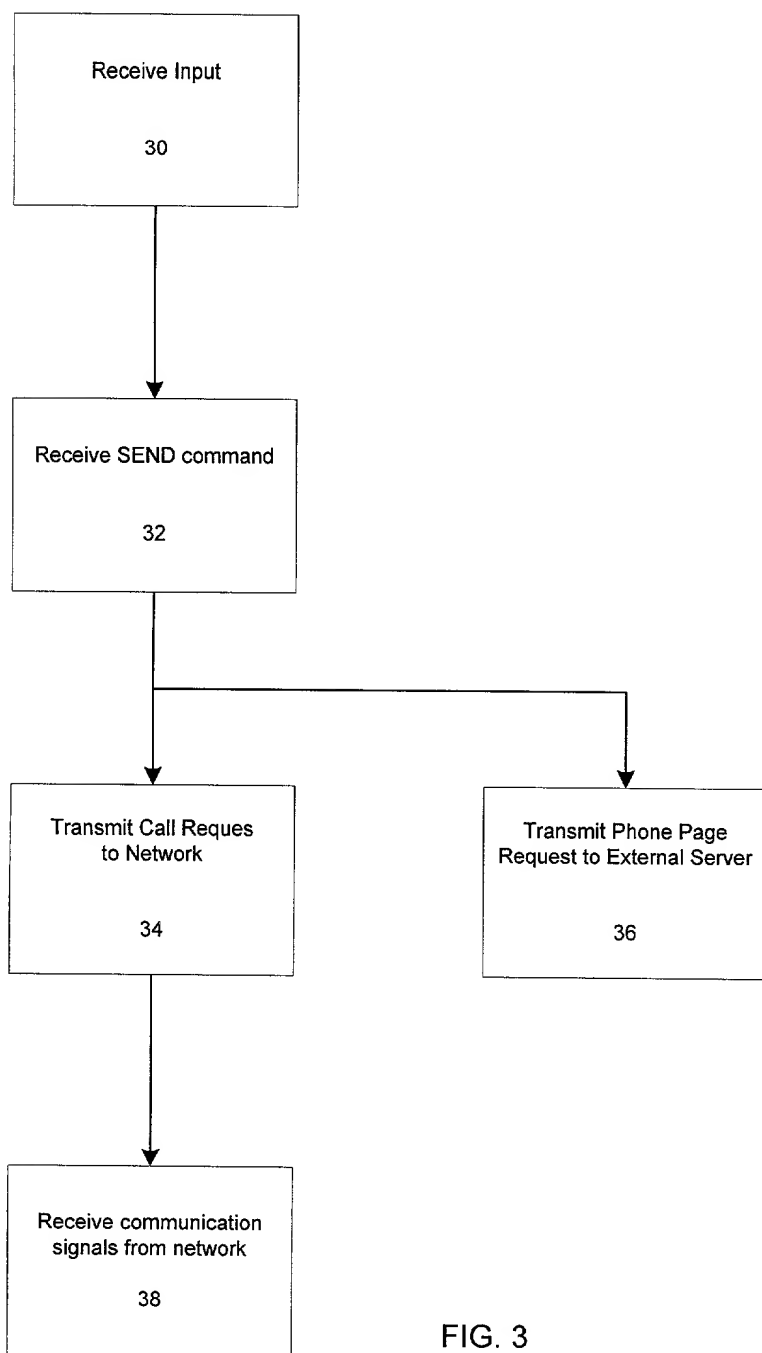 Receive Input
30
Receive SEND command
32
Transmit Call Reques
to Network
34
Transmit Phone Page
Request to External Server
36
Receive communication
signals from network
38
FIG. 3